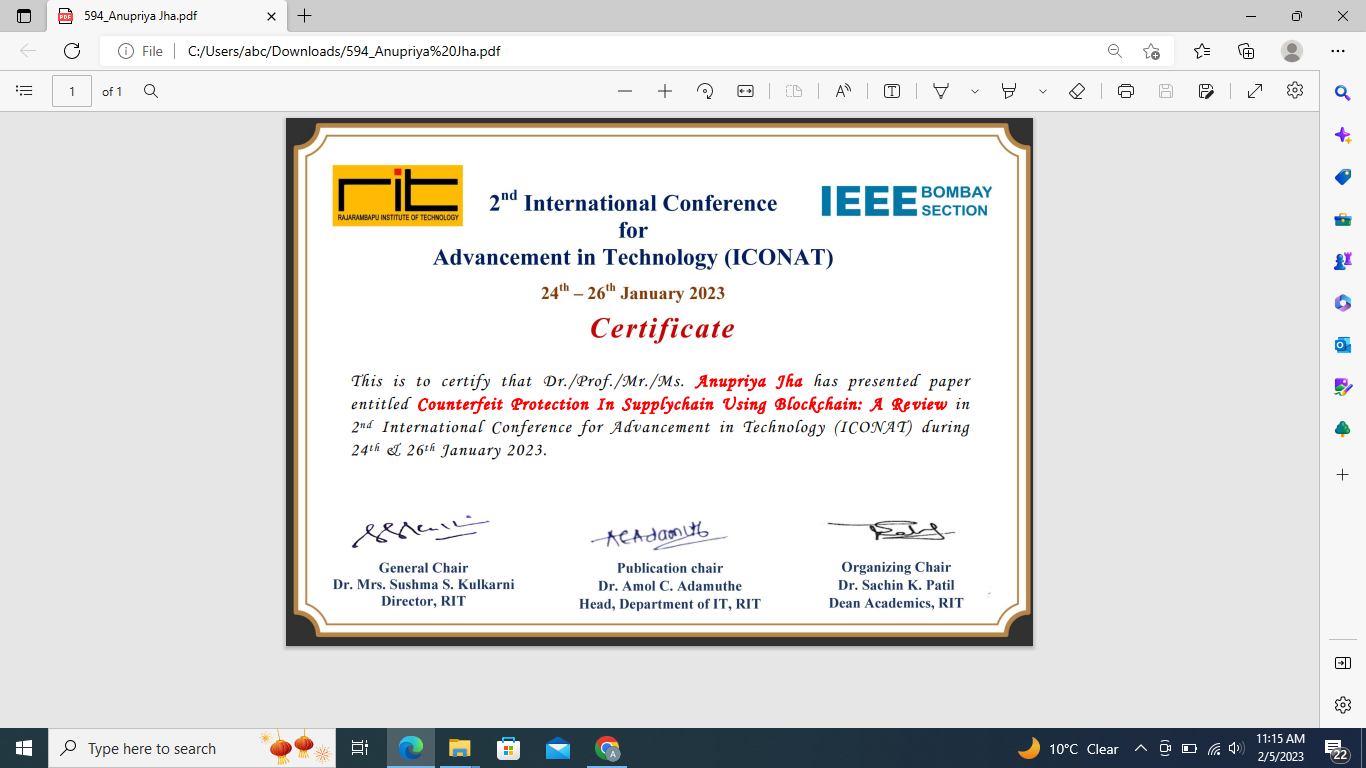 594_Anupriya Jha.pdf
File
C:/Users/abc/Downloads/594_Anupriya%20Jha.pdf
1 of 1
rit
RAJARAMBAPU INSTITUTE OF TECHNOLOGY
IEEE BOMBAY SECTION
2nd International Conference
for
Advancement in Technology (ICONAT)
24th – 26th January 2023
Certificate
This is to certify that Dr./Prof./Mr./Ms. Anupriya Jha has presented paper
entitled Counterfeit Protection In Supplychain Using Blockchain: A Review in
2nd International Conference for Advancement in Technology (ICONAT) during
24th & 26th January 2023.
General Chair
Dr. Mrs. Sushma S. Kulkarni
Director, RIT
ACAdamuthe
Publication chair
Dr. Amol C. Adamuthe
Head, Department of IT, RIT
Organizing Chair
Dr. Sachin K. Patil
Dean Academics, RIT
Type here to search
10°C Clear
11:15 AM
2/5/2023
22